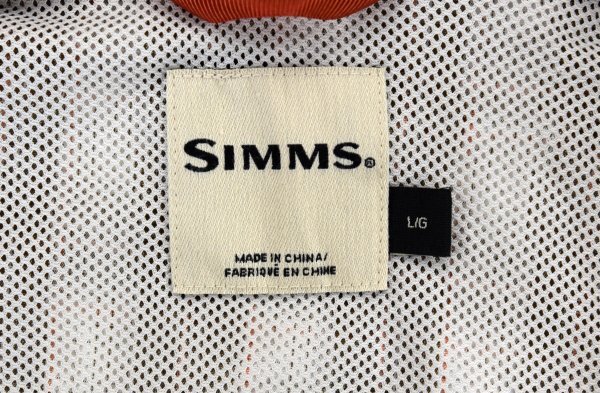 SIMMS®
L/G
MADE IN CHINA/
FABRIQUÉ EN CHINE